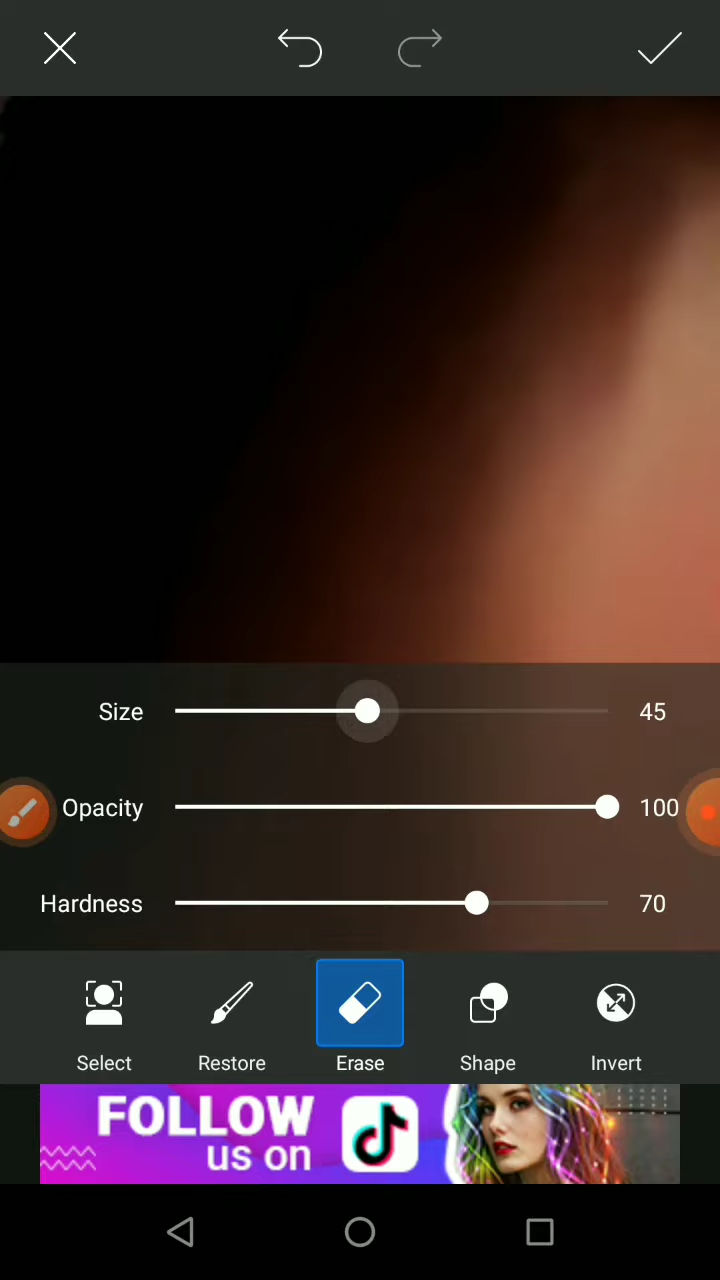 Size 45
Opacity 100
Hardness 70
Select Restore Erase Shape Invert
FOLLOW
us on